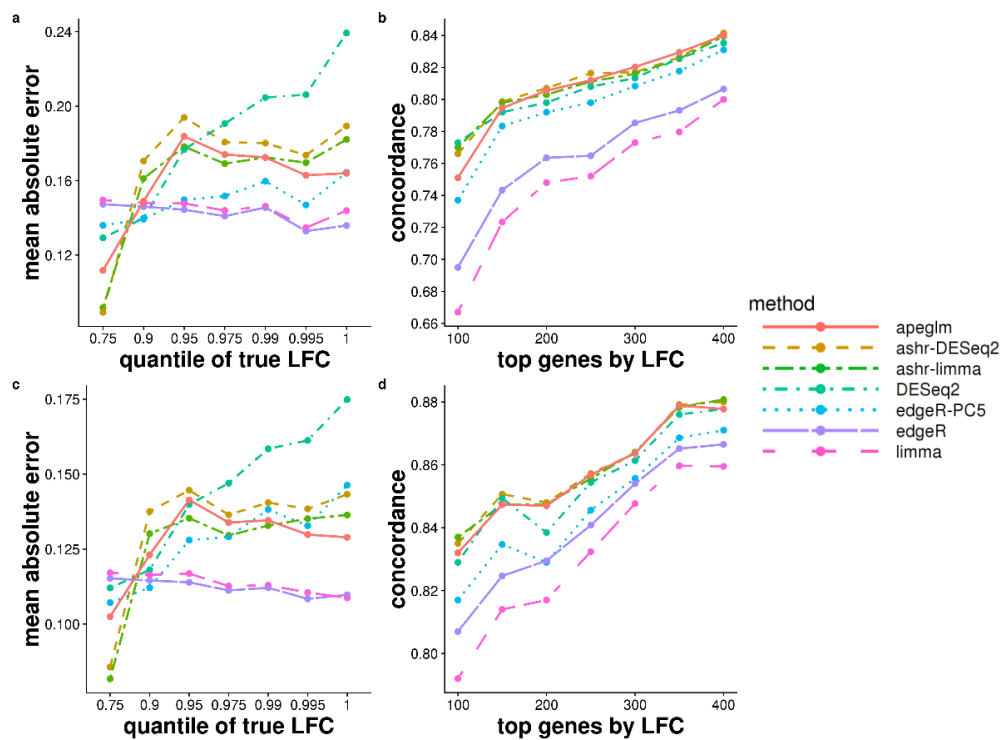 a
0.24
0.20
0.16
0.12
mean absolute error
0.75 0.9 0.95 0.975 0.99 0.995 1
quantile of true LFC
b
0.84
0.82
0.80
0.78
0.76
0.74
0.72
0.70
0.68
0.66
concordance
100 150 200 250 300 350 400
top genes by LFC
method
apeglm
ashr-DESeq2
ashr-limma
DESeq2
edgeR-PC5
edgeR
limma
c
0.175
0.150
0.125
0.100
mean absolute error
0.75 0.9 0.95 0.975 0.99 0.995 1
quantile of true LFC
d
0.88
0.86
0.84
0.82
0.80
concordance
100 200 300 400
top genes by LFC